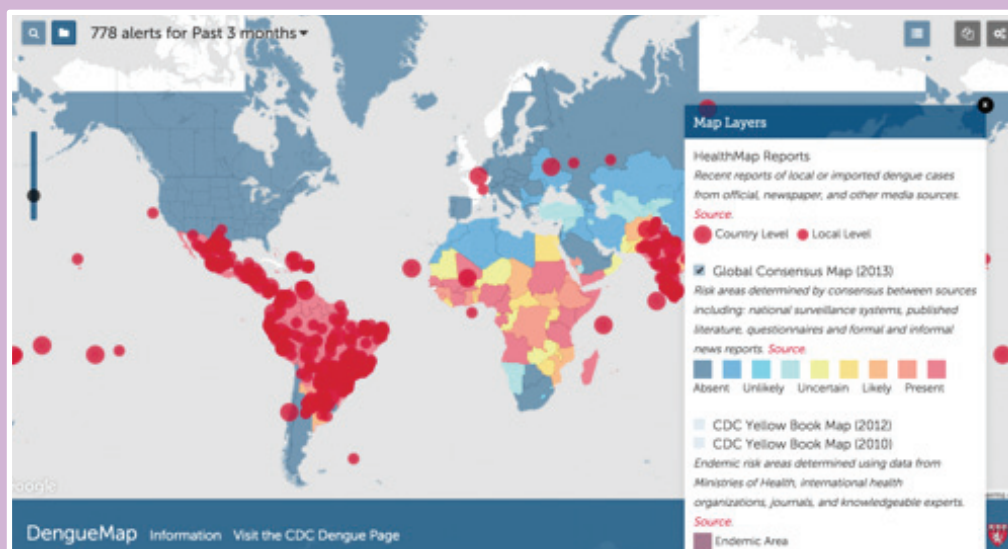 778 alerts for Past 3 months
Map Layers
HealthMap Reports
Recent reports of local or imported dengue cases
from official, newspaper, and other media sources.
Source.
Country Level Local Level
Global Consensus Map (2013)
Risk areas determined by consensus between sources
including: national surveillance systems, published
literature, questionnaires and formal and informal
news reports. Source.
Absent Unlikely Uncertain Likely Present
CDC Yellow Book Map (2012)
CDC Yellow Book Map (2010)
Endemic risk areas determined using data from
Ministries of Health, international health
organizations, journals, and knowledgeable experts.
Source.
Endemic Area
DengueMap Information Visit the CDC Dengue Page